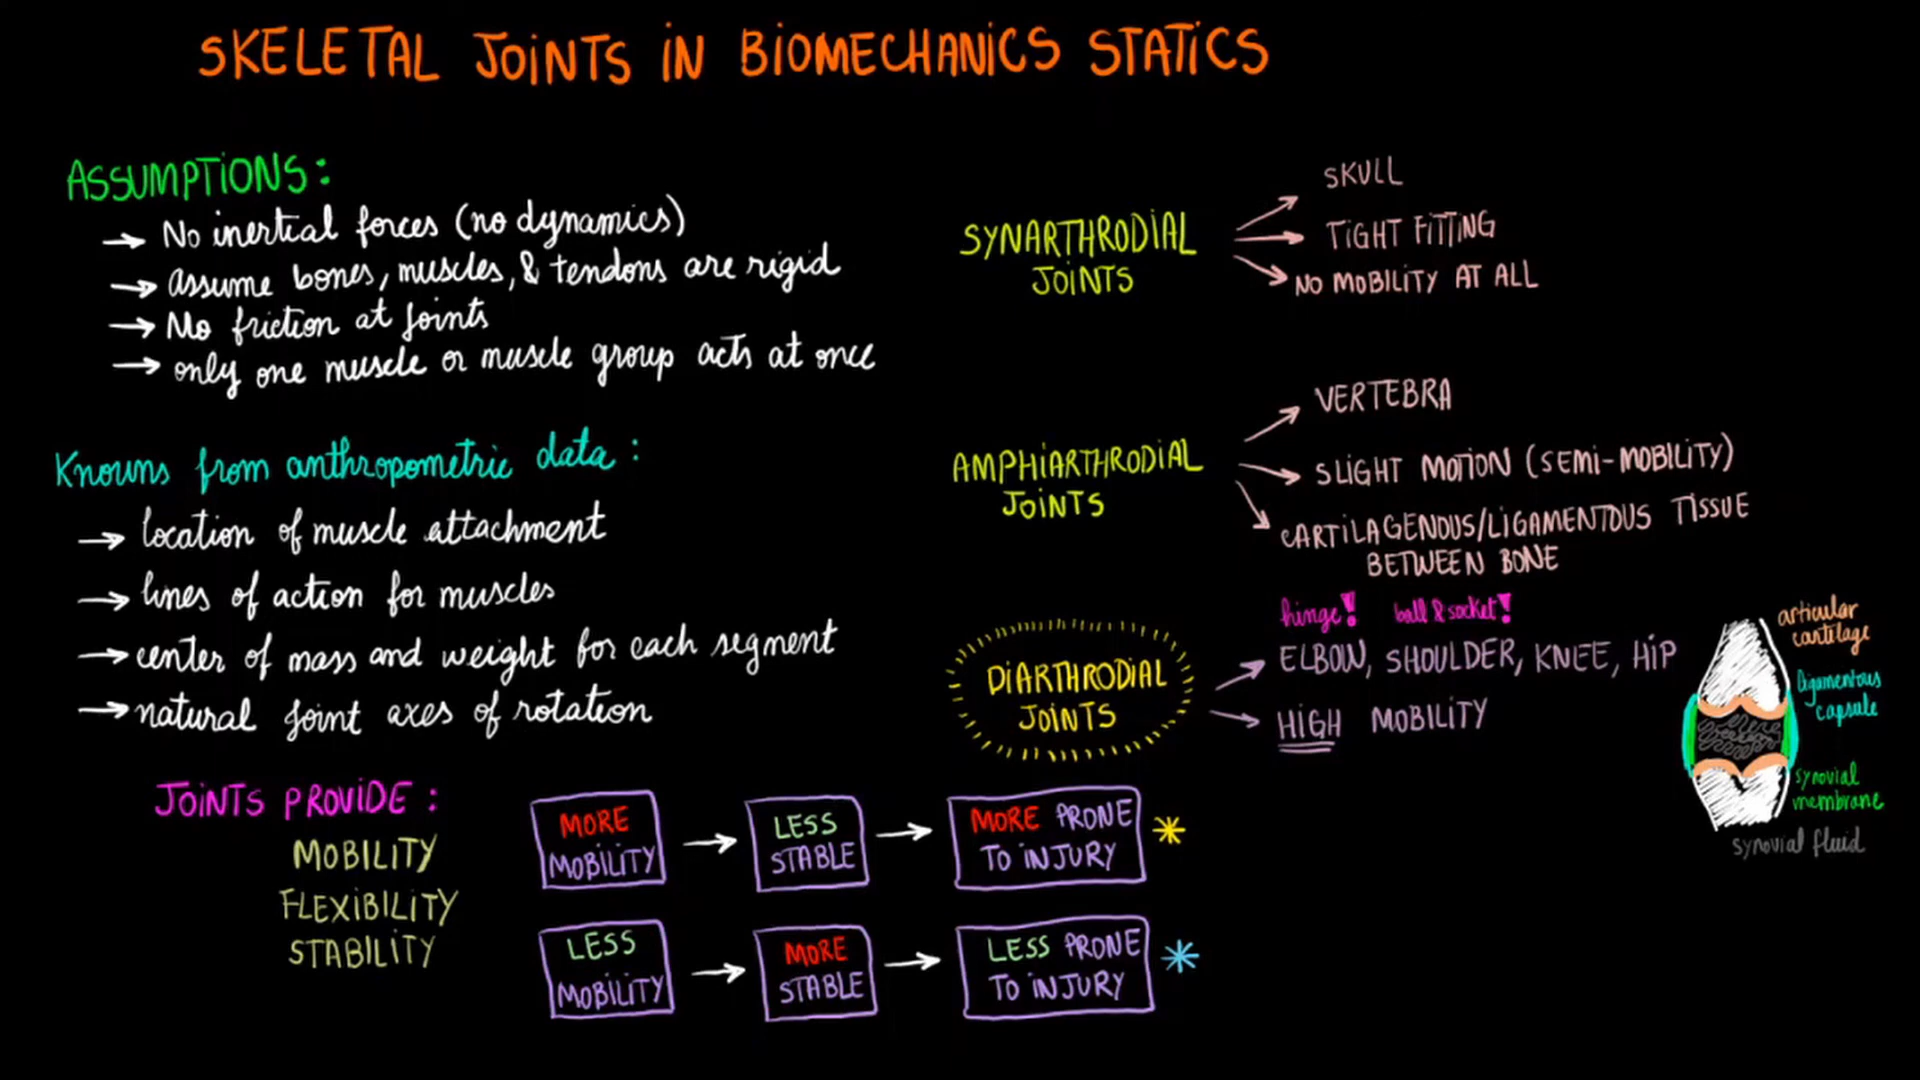 SKELETAL JOINTS IN BIOMECHANICS STATICS
ASSUMPTIONS:
→ No inertial forces (no dynamics)
→ assume bones, muscles, & tendons are rigid
→ No friction at joints
→ only one muscle or muscle group acts at once
Knowns from anthropometric data:
→ location of muscle attachment
→ lines of action for muscles
→ center of mass and weight for each segment
→ natural joint axes of rotation
JOINTS PROVIDE:
MOBILITY
FLEXIBILITY
STABILITY
MORE
MOBILITY
→
LESS
STABLE
→
MORE PRONE
TO INJURY
*
LESS
MOBILITY
→
MORE
STABLE
→
LESS PRONE
TO INJURY
*
SYNARTHRODIAL
JOINTS
SKULL
TIGHT FITTING
NO MOBILITY AT ALL
AMPHIARTHRODIAL
JOINTS
VERTEBRA
SLIGHT MOTION (SEMI-MOBILITY)
CARTILAGENOUS/LIGAMENTOUS TISSUE
BETWEEN BONE
DIARTHRODIAL
JOINTS
hinge! ball & socket!
ELBOW, SHOULDER, KNEE, HIP
HIGH MOBILITY
articular
cartilage
ligamentous
capsule
synovial
membrane
synovial fluid